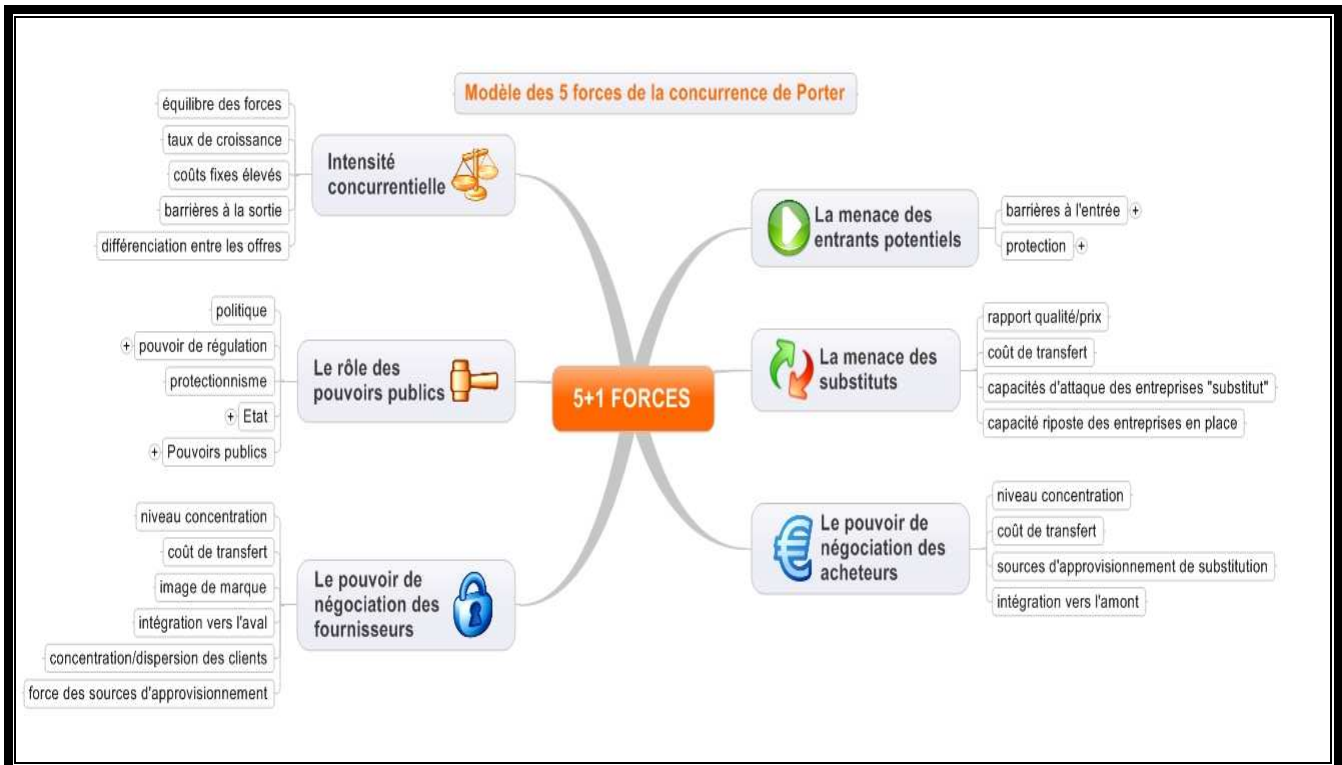 Modèle des 5 forces de la concurrence de Porter
5+1 FORCES
Intensité
concurrentielle
équilibre des forces
taux de croissance
coûts fixes élevés
barrières à la sortie
différenciation entre les offres
Le rôle des
pouvoirs publics
politique
+ pouvoir de régulation
protectionnisme
+ Etat
+ Pouvoirs publics
Le pouvoir de
négociation des
fournisseurs
niveau concentration
coût de transfert
image de marque
intégration vers l'aval
concentration/dispersion des clients
force des sources d'approvisionnement
La menace des
entrants potentiels
barrières à l'entrée +
protection +
La menace des
substituts
rapport qualité/prix
coût de transfert
capacités d'attaque des entreprises "substitut"
capacité riposte des entreprises en place
Le pouvoir de
négociation des
acheteurs
niveau concentration
coût de transfert
sources d'approvisionnement de substitution
intégration vers l'amont